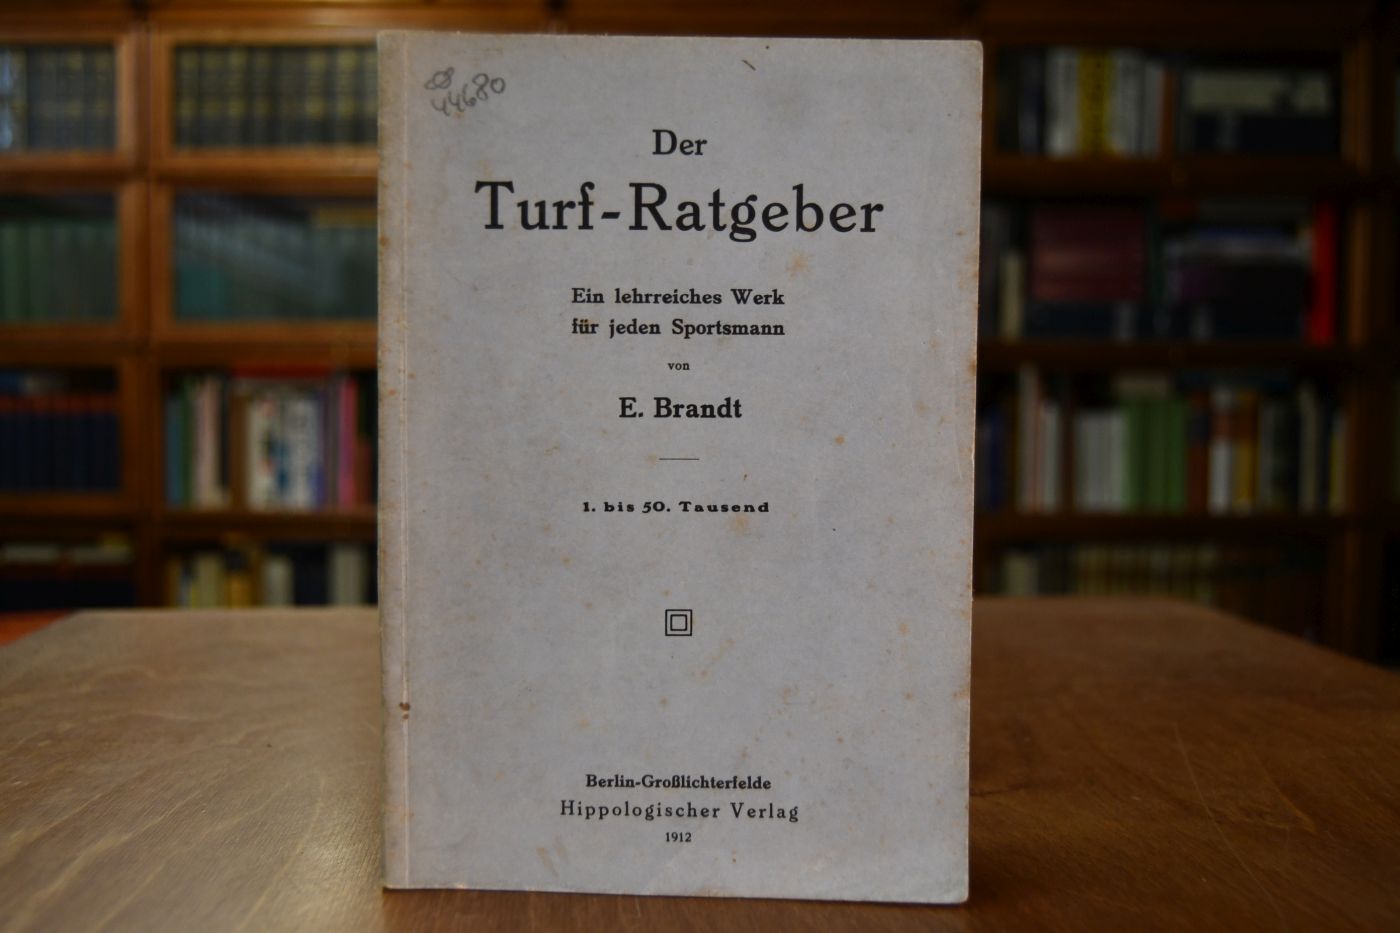 44680
Der
Turf-Ratgeber
Ein lehrreiches Werk
für jeden Sportsmann
von
E. Brandt
1. bis 50. Tausend
Berlin-Großlichterfelde
Hippologischer Verlag
1912